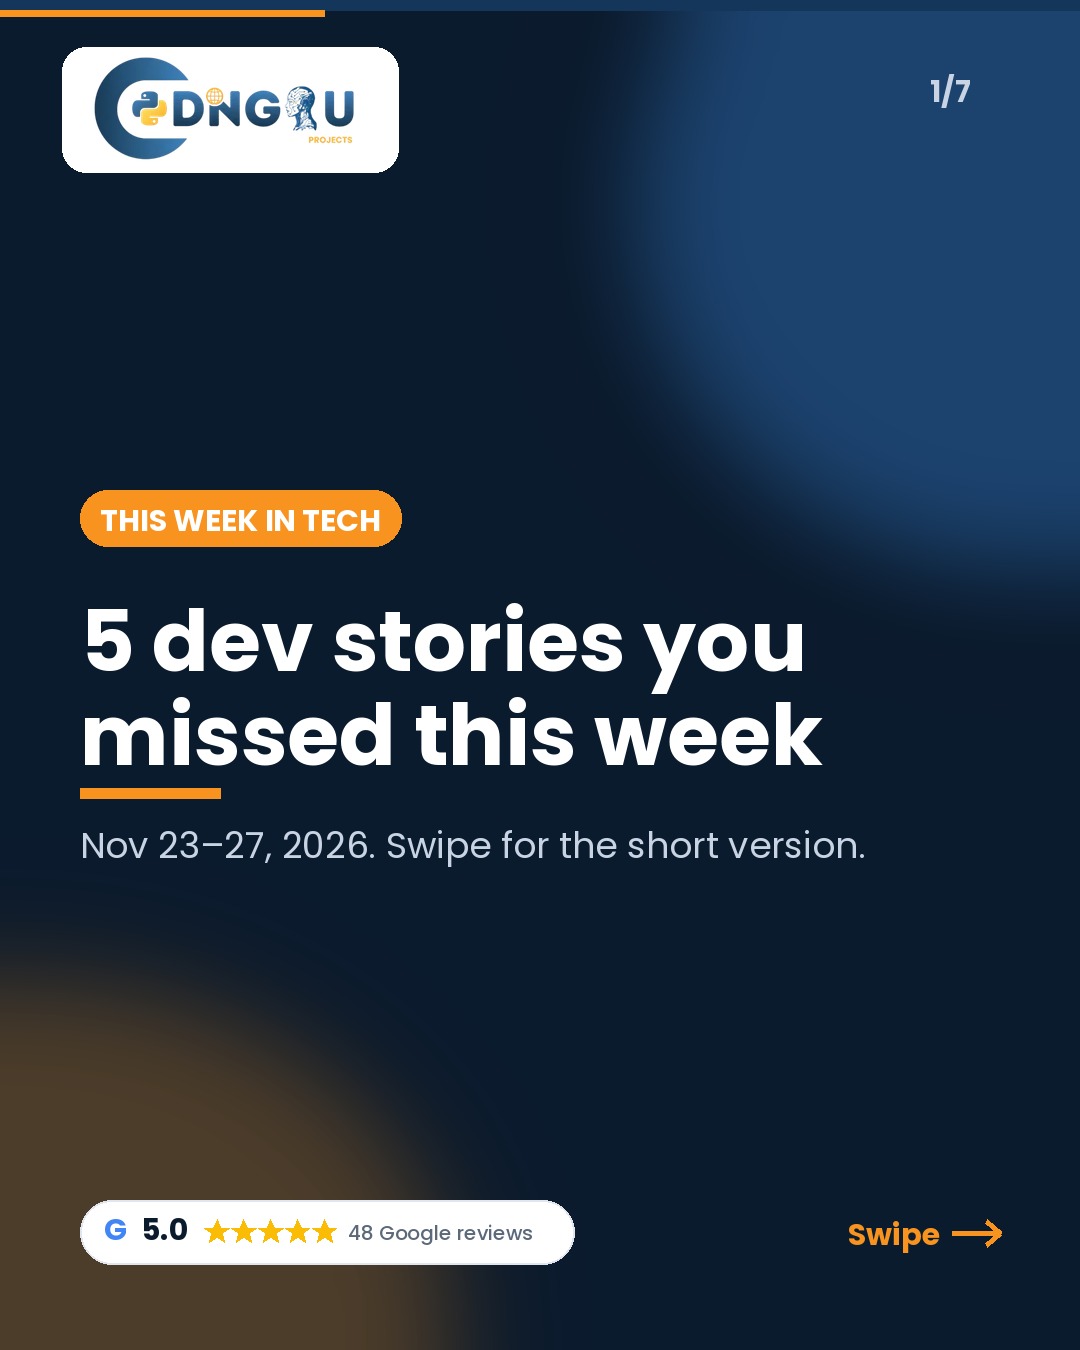 CDNG U
PROJECTS
1/7
THIS WEEK IN TECH
5 dev stories you
missed this week
Nov 23–27, 2026. Swipe for the short version.
G 5.0 48 Google reviews
Swipe